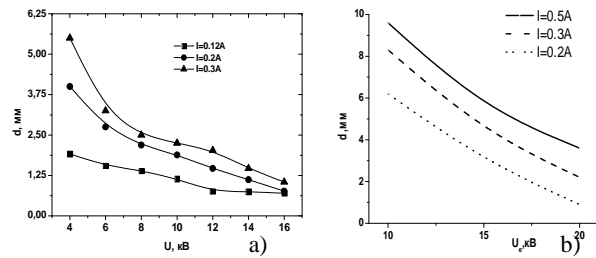 6,25
5,00
3,75
2,50
1,25
0,00
d, мм
4 6 8 10 12 14 16
U, кВ
I=0.12A
I=0.2A
I=0.3A
a)
10
8
6
4
2
0
d ,мм
10 15 20
U₀,кВ
I=0.5A
I=0.3A
I=0.2A
b)